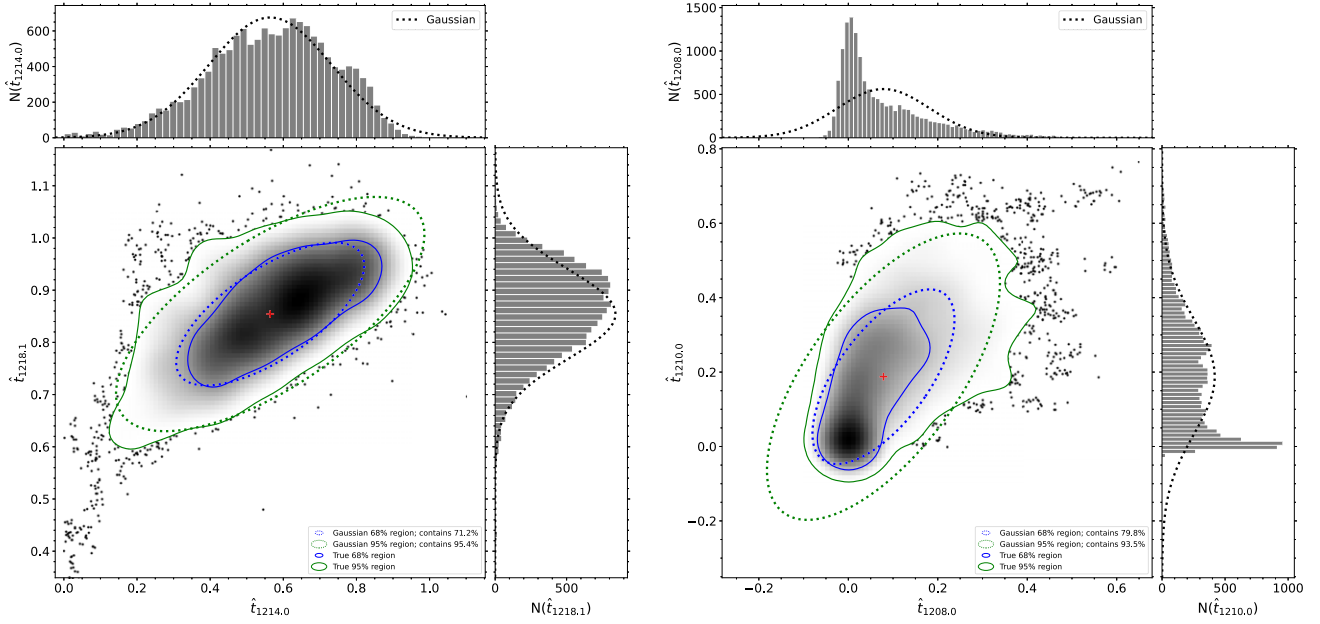 Gaussian
N(t̂1214.0)
600
400
200
0
1.1
1.0
0.9
0.8
0.7
0.6
0.5
0.4
t̂1218.1
Gaussian 68% region; contains 71.2%
Gaussian 95% region; contains 95.4%
True 68% region
True 95% region
0.0 0.2 0.4 0.6 0.8 1.0
t̂1214.0
0 500
N(t̂1218.1)
Gaussian
N(t̂1208.0)
1500
1000
500
0
0.8
0.6
0.4
0.2
0.0
−0.2
t̂1210.0
Gaussian 68% region; contains 79.8%
Gaussian 95% region; contains 93.5%
True 68% region
True 95% region
−0.2 0.0 0.2 0.4 0.6
t̂1208.0
0 500 1000
N(t̂1210.0)